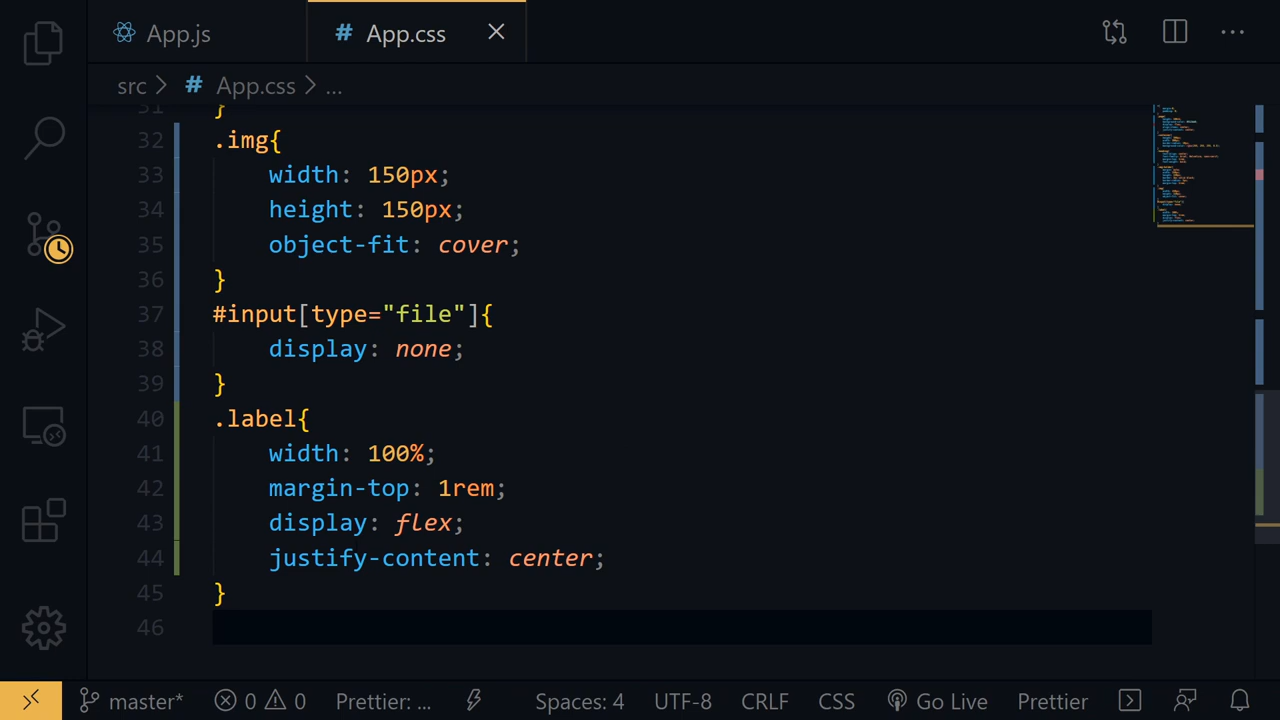 App.js
# App.css
src > # App.css > ...
31 }
32 .img{
33 width: 150px;
34 height: 150px;
35 object-fit: cover;
36 }
37 #input[type="file"]{
38 display: none;
39 }
40 .label{
41 width: 100%;
42 margin-top: 1rem;
43 display: flex;
44 justify-content: center;
45 }
46
master* 0 0 Prettier: ... Spaces: 4 UTF-8 CRLF CSS Go Live Prettier